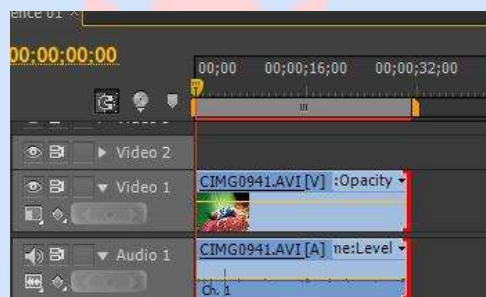 ence 01 ×
00;00;00;00
00;00 00;00;16;00 00;00;32;00
Video 2
Video 1
CIMG0941.AVI [V] :Opacity
Audio 1
CIMG0941.AVI [A] me:Level
Ch. 1